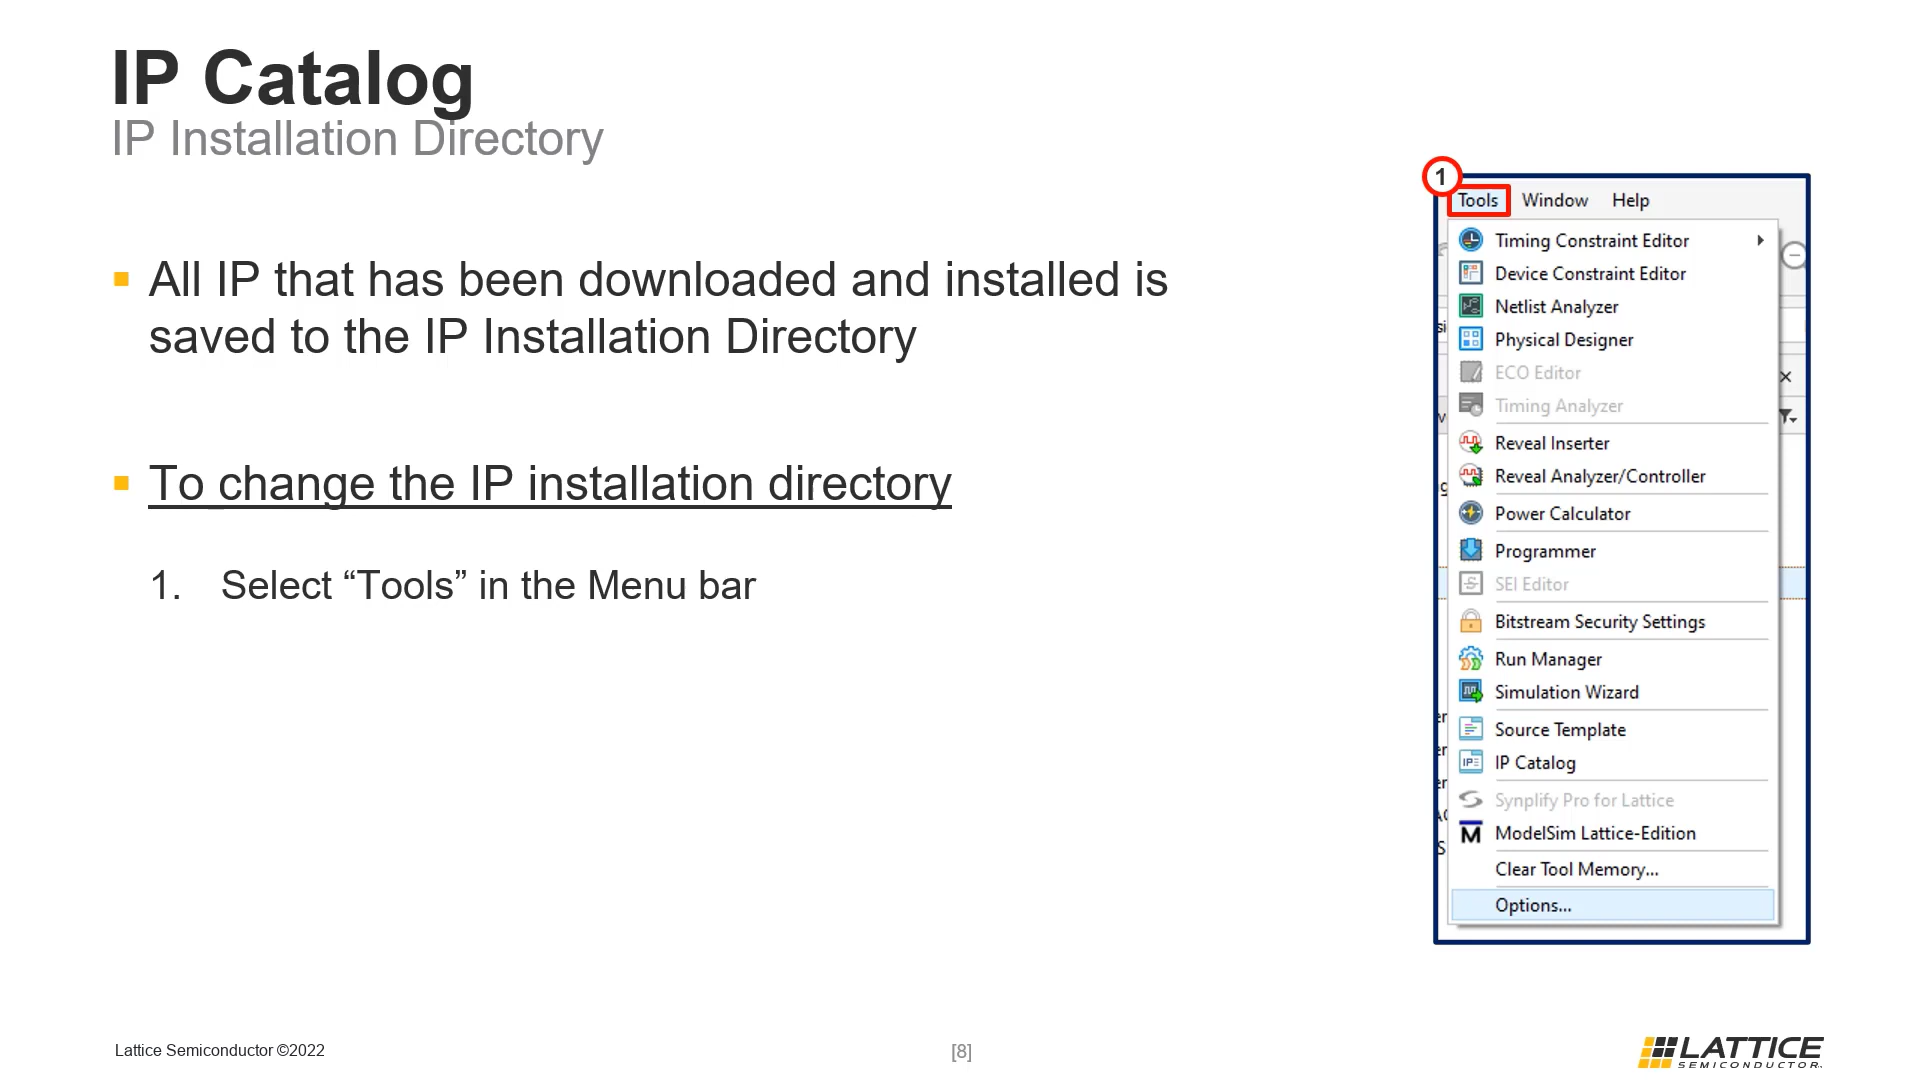 IP Catalog
IP Installation Directory
All IP that has been downloaded and installed is
saved to the IP Installation Directory
To change the IP installation directory
1. Select “Tools” in the Menu bar
1
Tools Window Help
Timing Constraint Editor
Device Constraint Editor
Netlist Analyzer
Physical Designer
ECO Editor
Timing Analyzer
Reveal Inserter
Reveal Analyzer/Controller
Power Calculator
Programmer
SEI Editor
Bitstream Security Settings
Run Manager
Simulation Wizard
Source Template
IP Catalog
Synplify Pro for Lattice
ModelSim Lattice-Edition
Clear Tool Memory...
Options...
Lattice Semiconductor ©2022
[8]
LATTICE
SEMICONDUCTOR